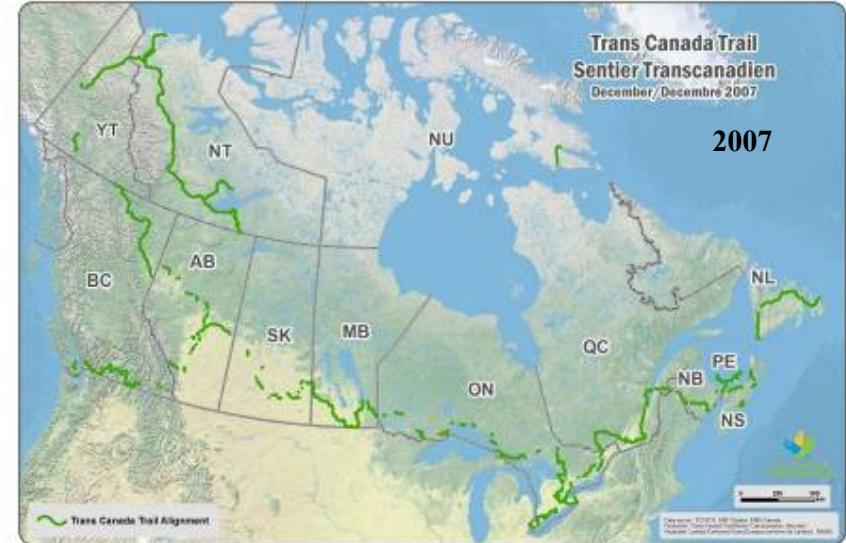 Trans Canada Trail
Sentier Transcanadien
December/Decembre 2007
2007
YT
NT
NU
BC
AB
SK
MB
ON
QC
NL
PE
NB
NS
Trans Canada Trail Alignment